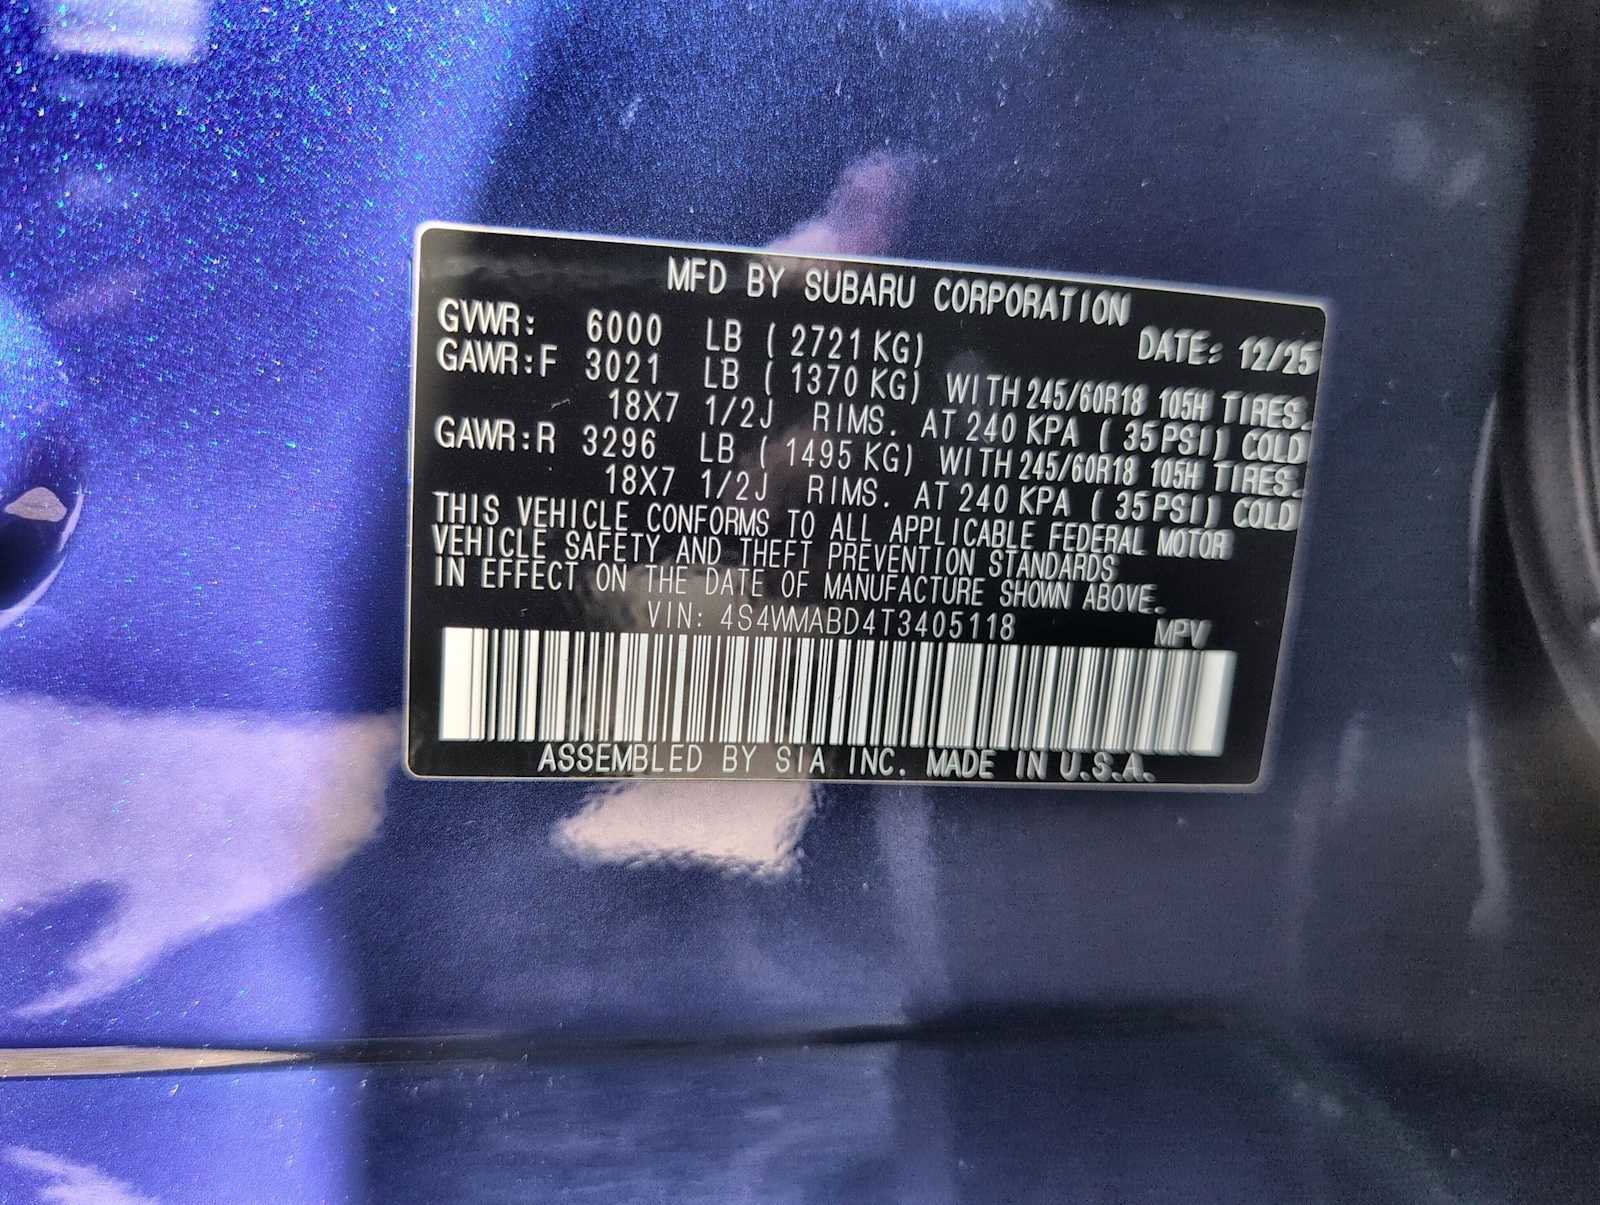 MFD BY SUBARU CORPORATION
DATE: 12/25
GVWR: 6000 LB ( 2721 KG)
GAWR:F 3021 LB ( 1370 KG) WITH 245/60R18 105H TIRES.
18X7 1/2J RIMS. AT 240 KPA ( 35 PSI) COLD
GAWR:R 3296 LB ( 1495 KG) WITH 245/60R18 105H TIRES.
18X7 1/2J RIMS. AT 240 KPA ( 35 PSI) COLD
THIS VEHICLE CONFORMS TO ALL APPLICABLE FEDERAL MOTOR
VEHICLE SAFETY AND THEFT PREVENTION STANDARDS
IN EFFECT ON THE DATE OF MANUFACTURE SHOWN ABOVE.
VIN: 4S4WMABD4T3405118 MPV
ASSEMBLED BY SIA INC. MADE IN U.S.A.